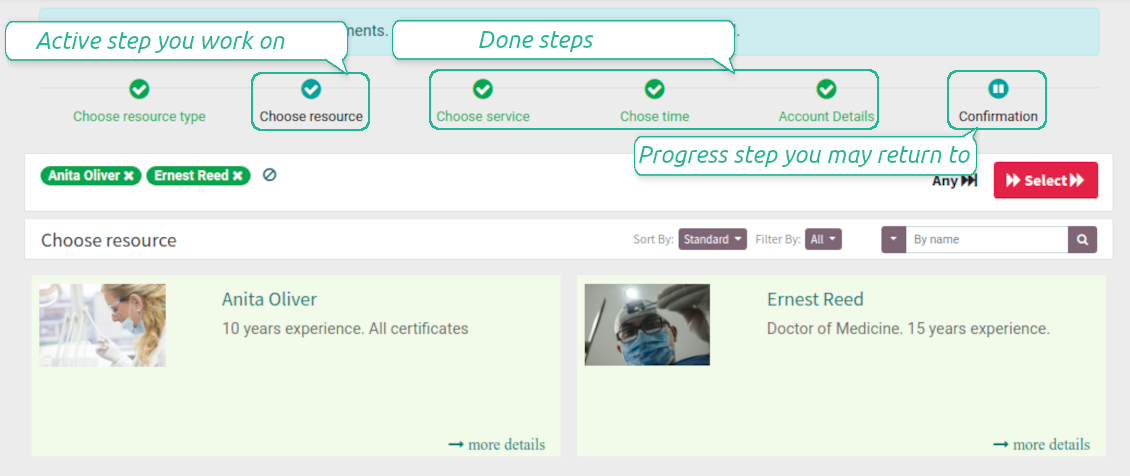 ments.
Active step you work on
Done steps
Choose resource type
Choose resource
Choose service
Chose time
Account Details
Confirmation
Progress step you may return to
Anita Oliver
Ernest Reed
Any
Select
Choose resource
Sort By: Standard
Filter By: All
By name
Anita Oliver
10 years experience. All certificates
more details
Ernest Reed
Doctor of Medicine. 15 years experience.
more details